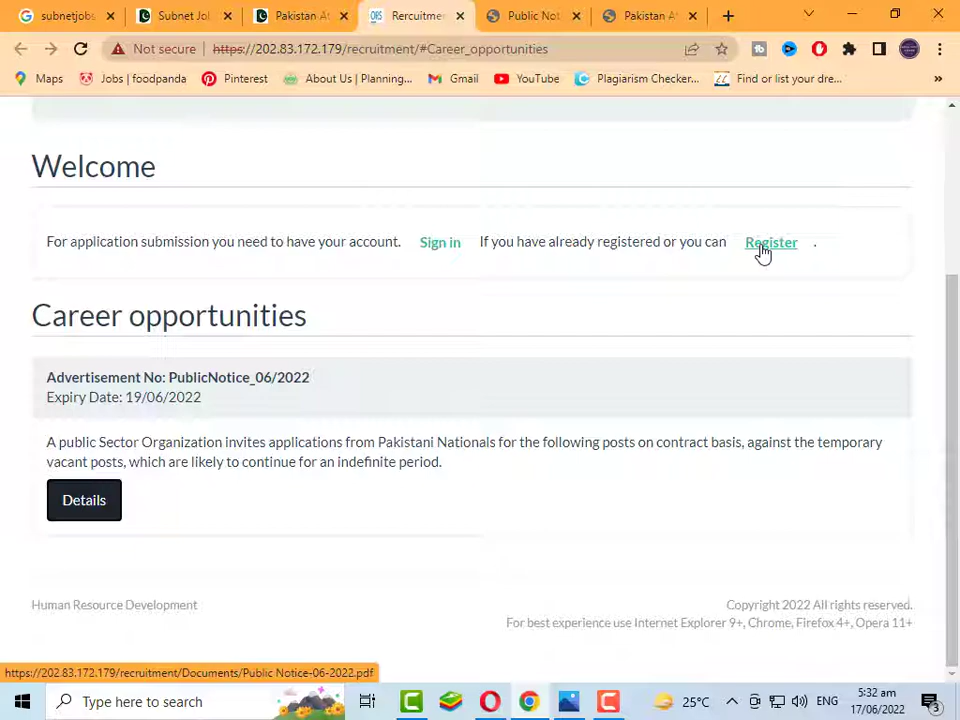 subnetjobs
Subnet Jol
Pakistan At
ORS
Recruitme
Public Not
Pakistan A
Not secure
https://202.83.172.179/recruitment/#Career_opportunities
Maps
Jobs | foodpanda
Pinterest
About Us | Planning...
Gmail
YouTube
Plagiarism Checker...
Find or list your dre...
»
Welcome
For application submission you need to have your account. Sign in If you have already registered or you can Register .
Career opportunities
Advertisement No: PublicNotice_06/2022
Expiry Date: 19/06/2022
A public Sector Organization invites applications from Pakistani Nationals for the following posts on contract basis, against the temporary
vacant posts, which are likely to continue for an indefinite period.
Details
Human Resource Development
Copyright 2022 All rights reserved.
For best experience use Internet Explorer 9+, Chrome, Firefox 4+, Opera 11+
https://202.83.172.179/recruitment/Documents/Public Notice-06-2022.pdf
Type here to search
25°C
ENG
5:32 am
17/06/2022
3